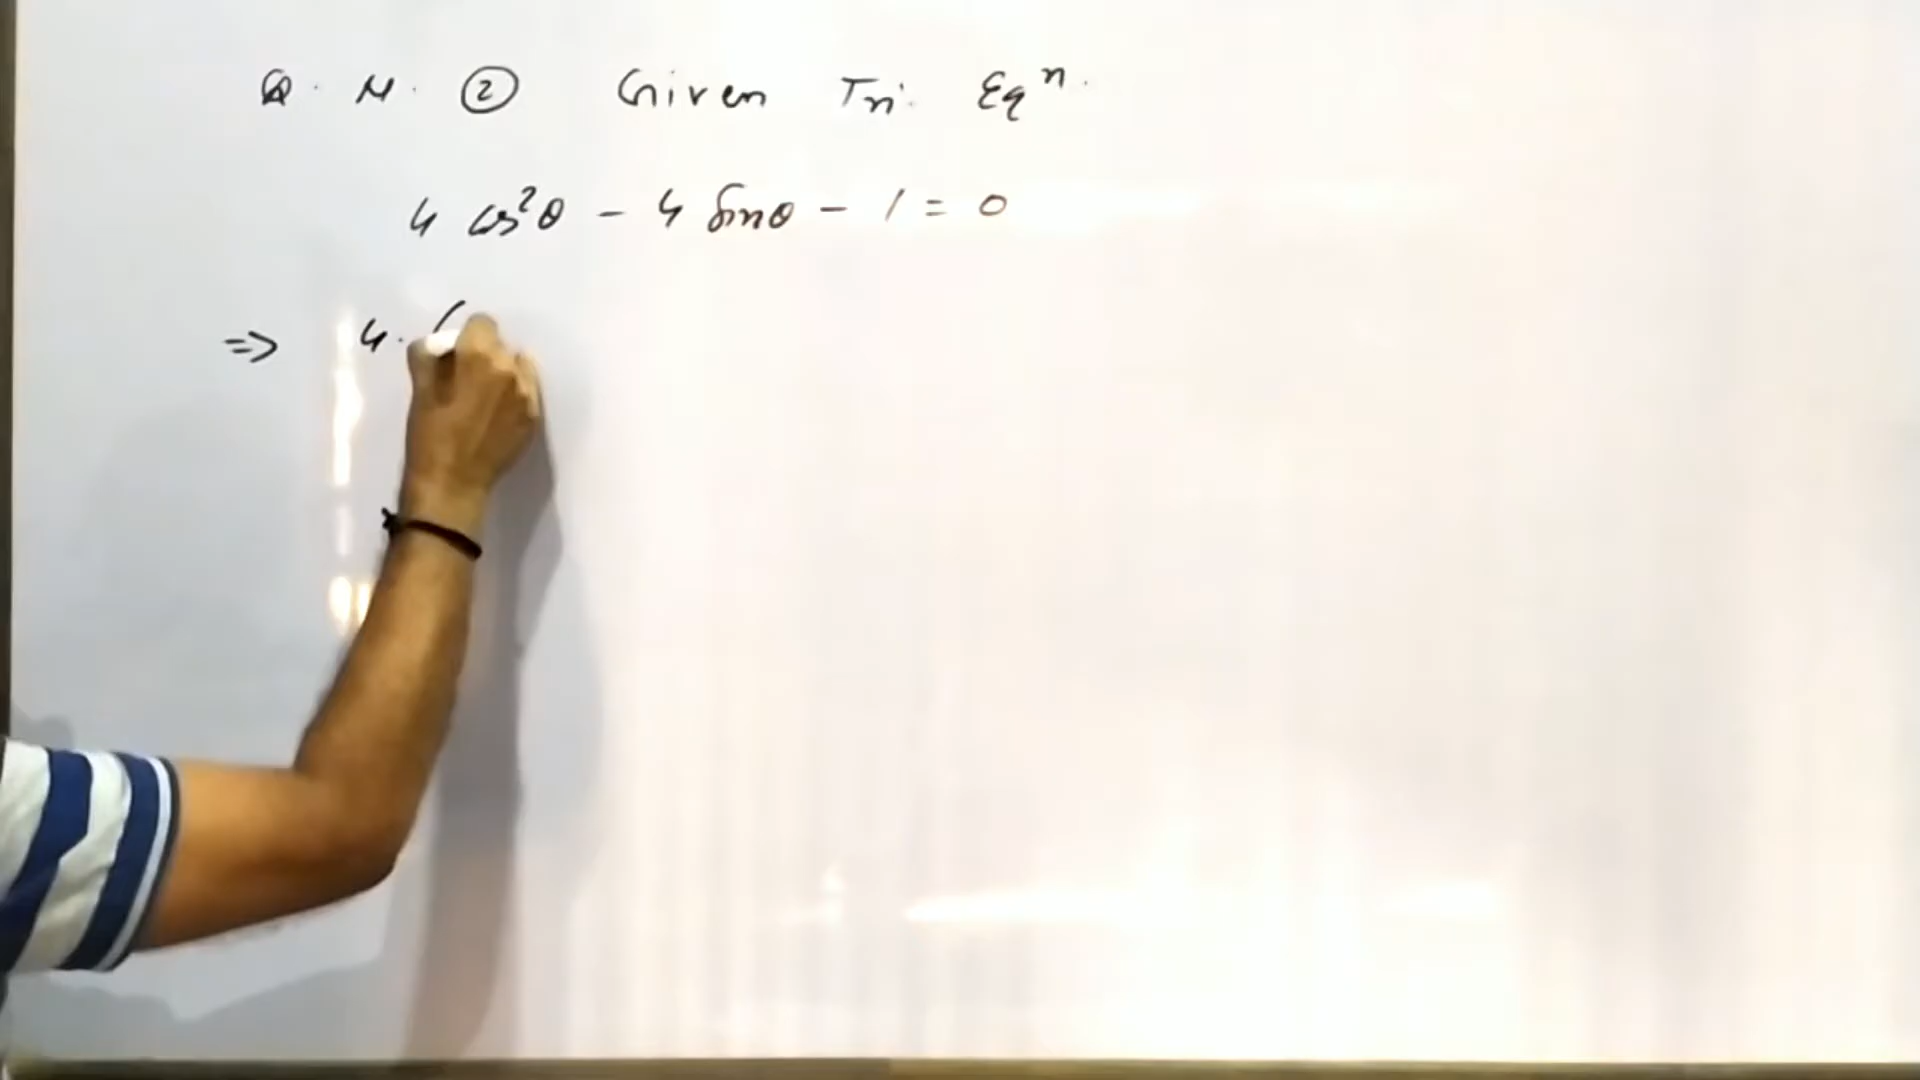 Q. N. ② Given Tri. Eqⁿ.
4 cos²θ - 4 sinθ - 1 = 0
=> 4. (